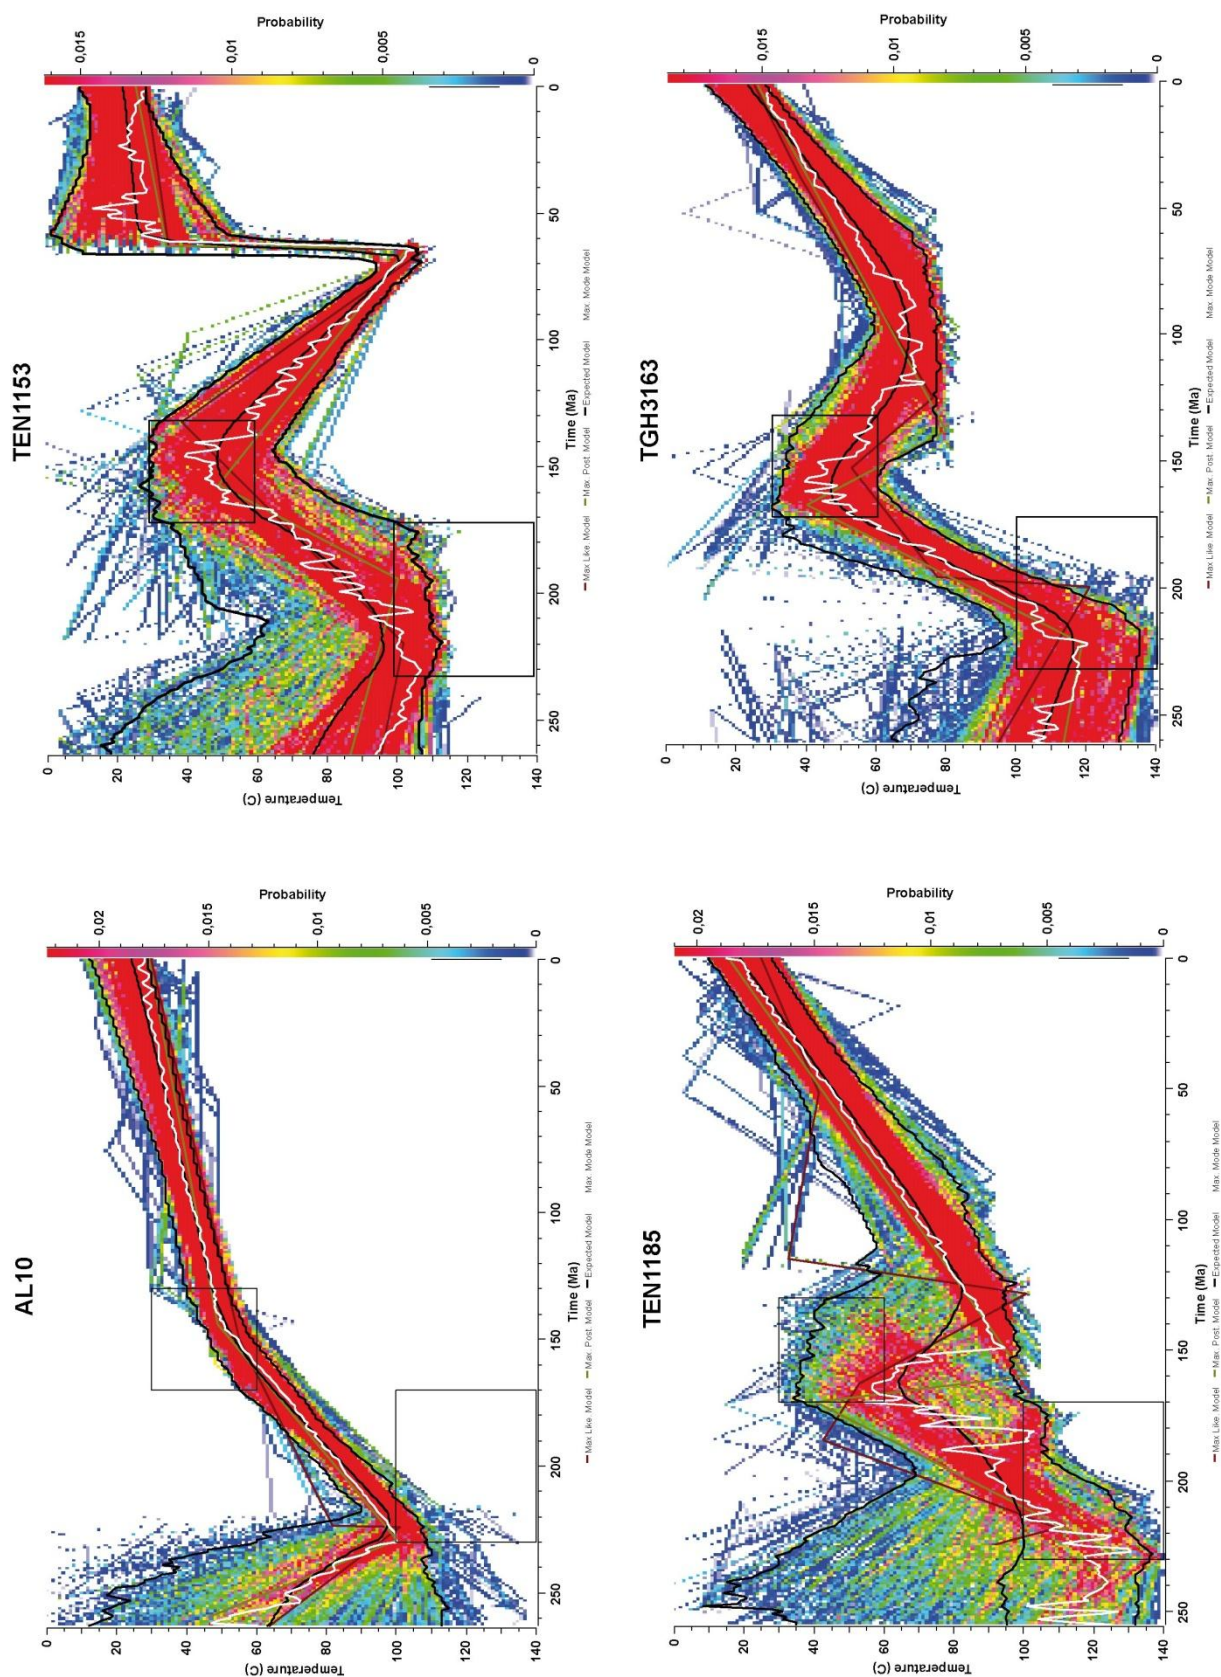 AL10
0
20
40
60
80
100
120
140
Temperature (C)
250
200
150
100
50
0
Time (Ma)
Max Like. Model
Max. Post. Model
Expected Model
Max. Mode Model
0,02
0,015
0,01
0,005
0
Probability
TEN1153
0
20
40
60
80
100
120
140
Temperature (C)
250
200
150
100
50
0
Time (Ma)
Max Like. Model
Max. Post. Model
Expected Model
Max. Mode Model
0,015
0,01
0,005
0
Probability
TEN1185
0
20
40
60
80
100
120
140
Temperature (C)
250
200
150
100
50
0
Time (Ma)
Max Like. Model
Max. Post. Model
Expected Model
Max. Mode Model
0,02
0,015
0,01
0,005
0
Probability
TGH3163
0
20
40
60
80
100
120
140
Temperature (C)
250
200
150
100
50
0
Time (Ma)
Max Like. Model
Max. Post. Model
Expected Model
Max. Mode Model
0,015
0,01
0,005
0
Probability